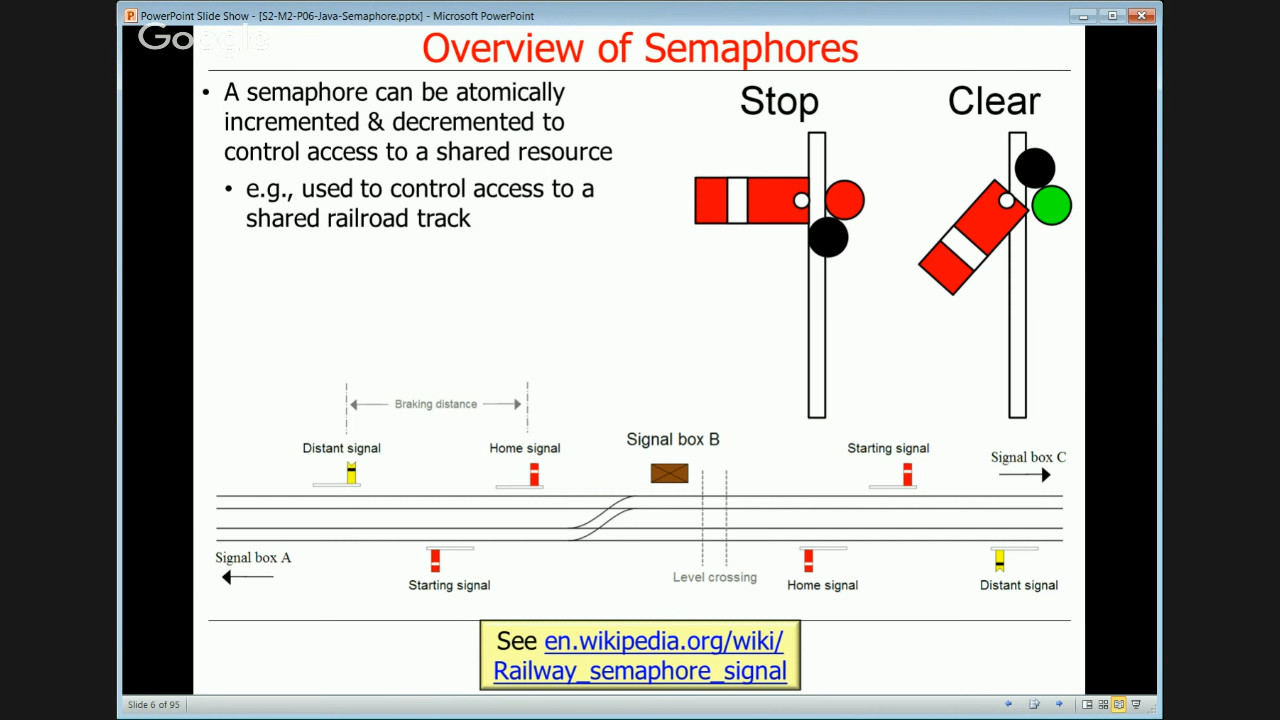 PowerPoint Slide Show - [S2-M2-P06-Java-Semaphore.pptx] - Microsoft PowerPoint
Google
Overview of Semaphores
• A semaphore can be atomically
incremented & decremented to
control access to a shared resource
• e.g., used to control access to a
shared railroad track
Stop
Clear
Braking distance
Distant signal
Home signal
Signal box B
Starting signal
Signal box C
Signal box A
Starting signal
Level crossing
Home signal
Distant signal
See en.wikipedia.org/wiki/
Railway_semaphore_signal
Slide 6 of 95